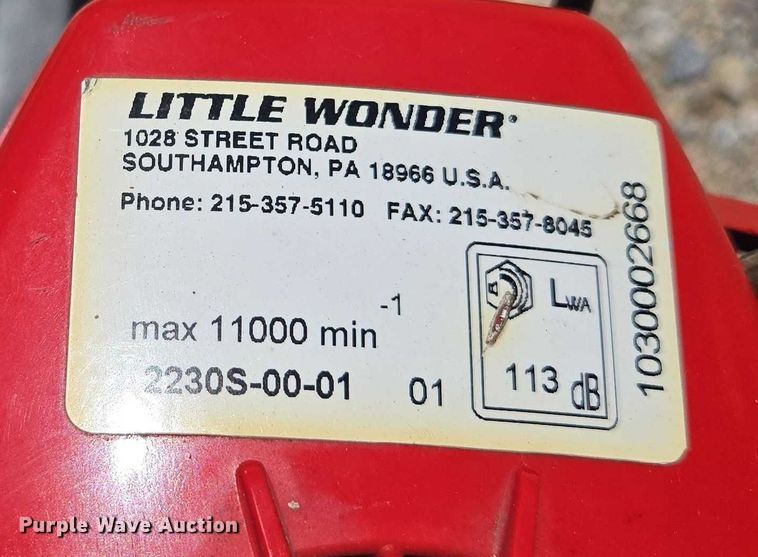 LITTLE WONDER®
1028 STREET ROAD
SOUTHAMPTON, PA 18966 U.S.A.
Phone: 215-357-5110 FAX: 215-357-8045
max 11000 min-1
2230S-00-01 01
LWA
113 dB
1030002668
Purple Wave Auction